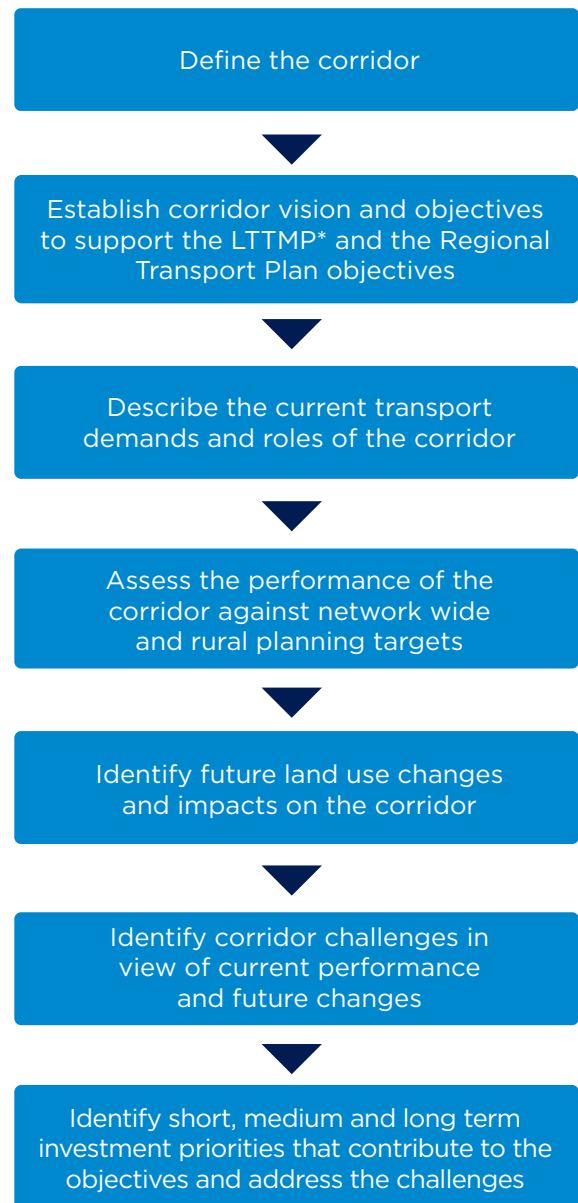 Define the corridor
Establish corridor vision and objectives
to support the LTTMP* and the Regional
Transport Plan objectives
Describe the current transport
demands and roles of the corridor
Assess the performance of the
corridor against network wide
and rural planning targets
Identify future land use changes
and impacts on the corridor
Identify corridor challenges in
view of current performance
and future changes
Identify short, medium and long term
investment priorities that contribute to the
objectives and address the challenges